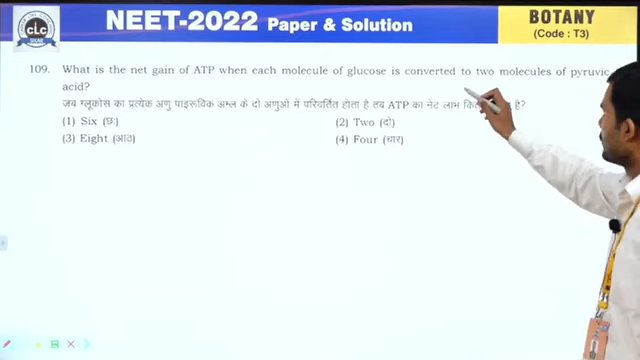 CLC
SIKAR
NEET-2022 Paper & Solution
BOTANY
(Code : T3)
109. What is the net gain of ATP when each molecule of glucose is converted to two molecules of pyruvic
acid?
जब ग्लूकोस का प्रत्येक अणु पाइरूविक अम्ल के दो अणुओं में परिवर्तित होता है तब ATP का नेट लाभ है?
(1) Six (छः) (2) Two (दो)
(3) Eight (आठ) (4) Four (चार)